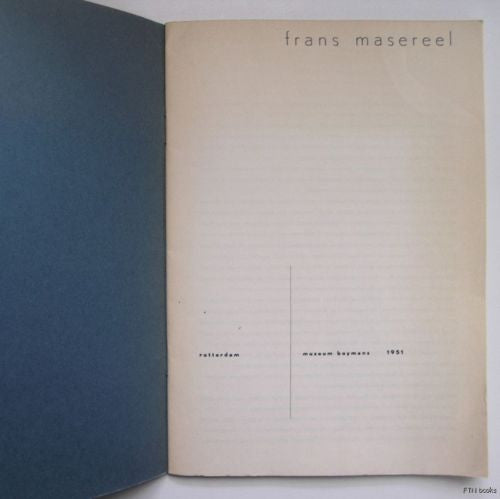 frans masereel
rotterdam museum boymans 1951
FTN books